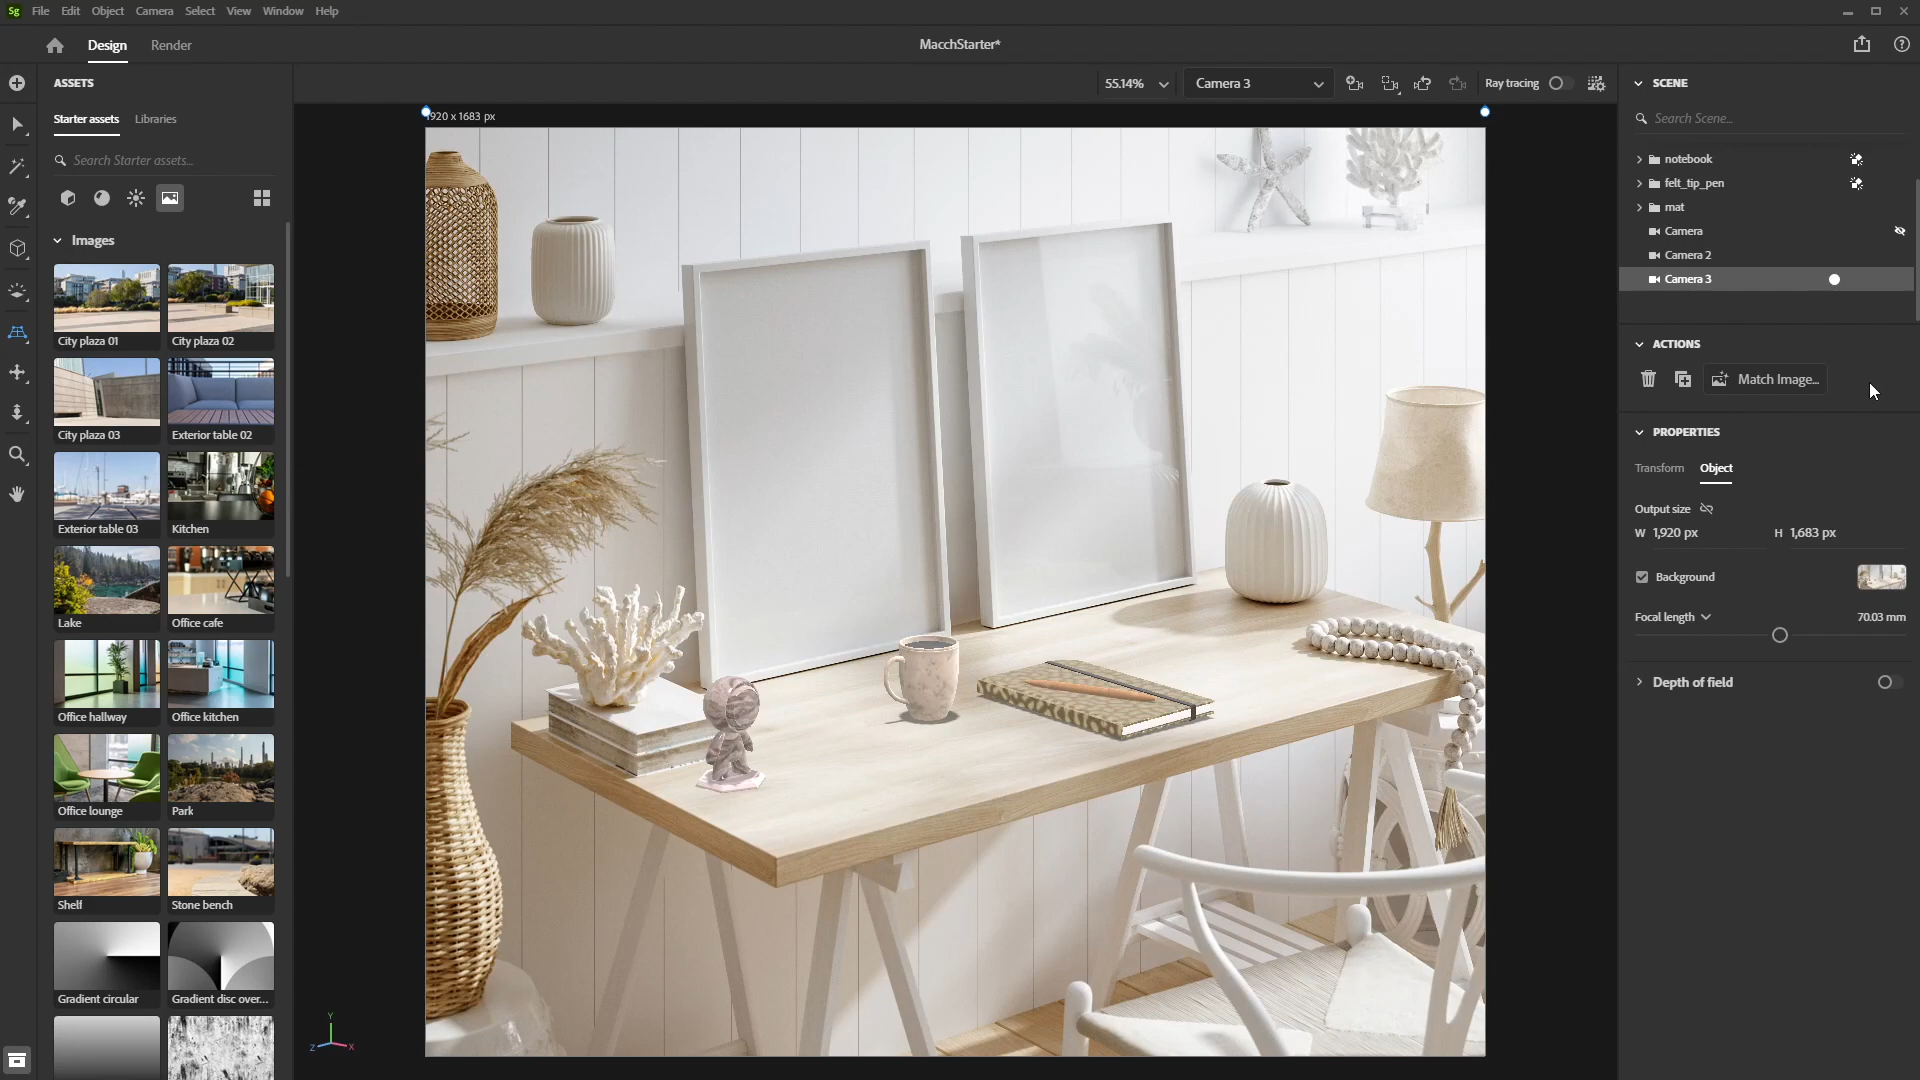 Sg File Edit Object Camera Select View Window Help
Design Render MacchStarter*
ASSETS
Starter assets Libraries
Search Starter assets...
Images
City plaza 01 City plaza 02
City plaza 03 Exterior table 02
Exterior table 03 Kitchen
Lake Office cafe
Office hallway Office kitchen
Office lounge Park
Shelf Stone bench
Gradient circular Gradient disc over...
55.14% Camera 3 Ray tracing
1920 x 1683 px
Y
Z X
SCENE
Search Scene...
notebook
felt_tip_pen
mat
Camera
Camera 2
Camera 3
ACTIONS
Match Image...
PROPERTIES
Transform Object
Output size
W 1,920 px H 1,683 px
Background
Focal length 70.03 mm
Depth of field